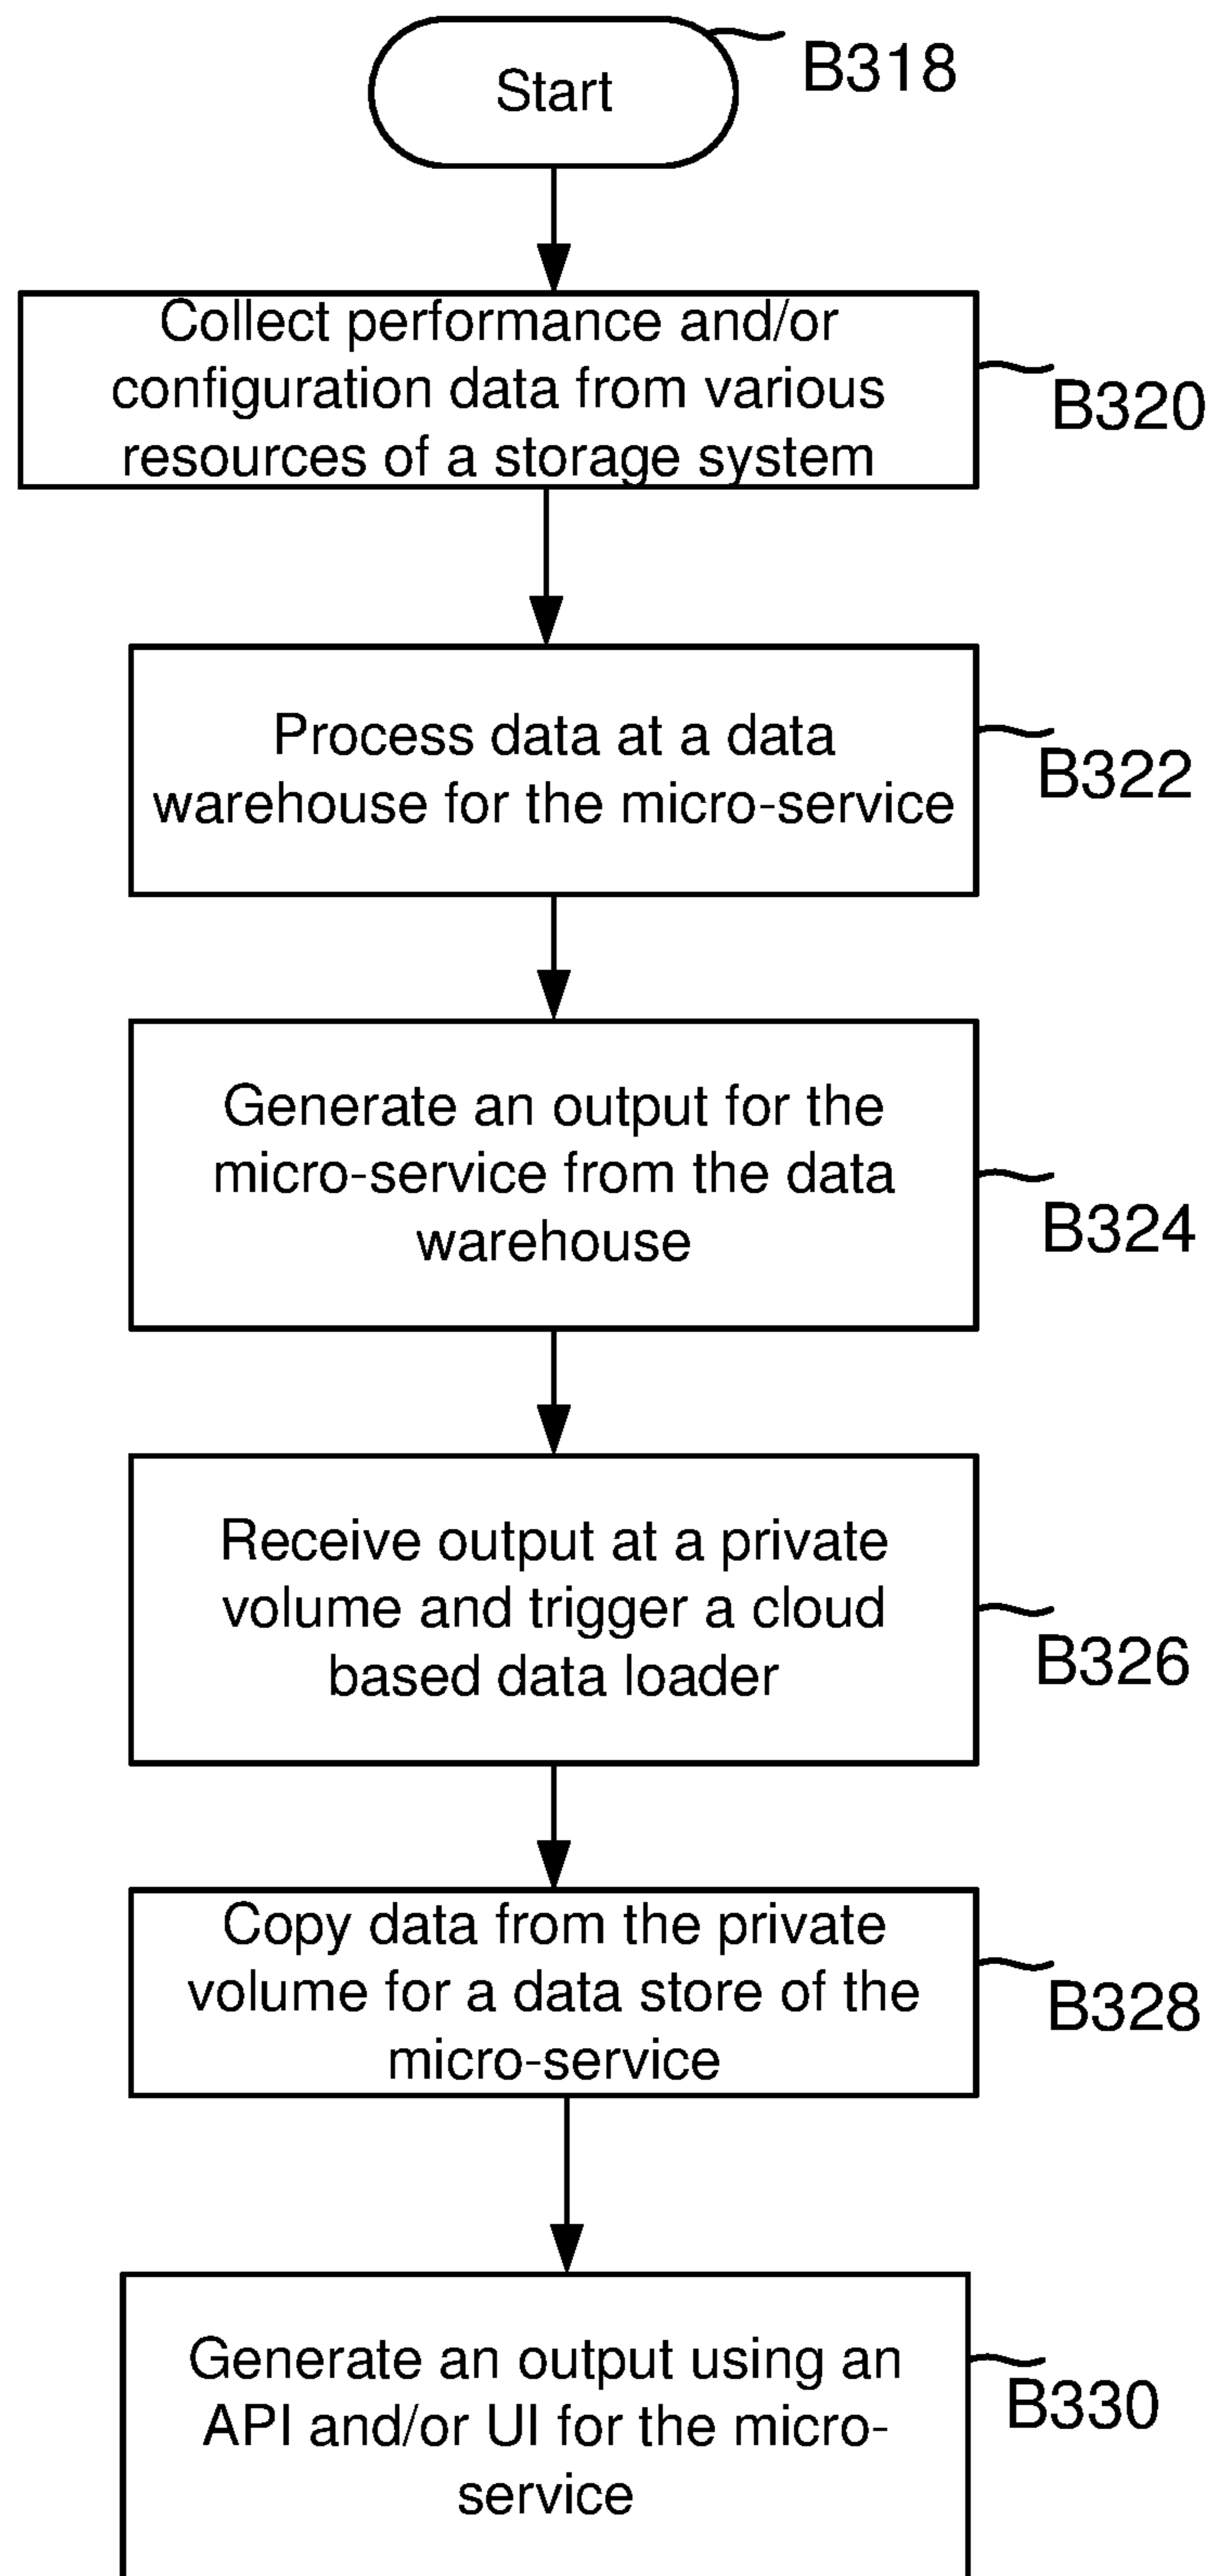 Start
B318
Collect performance and/or
configuration data from various
resources of a storage system
B320
Process data at a data
warehouse for the micro-service
B322
Generate an output for the
micro-service from the data
warehouse
B324
Receive output at a private
volume and trigger a cloud
based data loader
B326
Copy data from the private
volume for a data store of the
micro-service
B328
Generate an output using an
API and/or UI for the micro-
service
B330